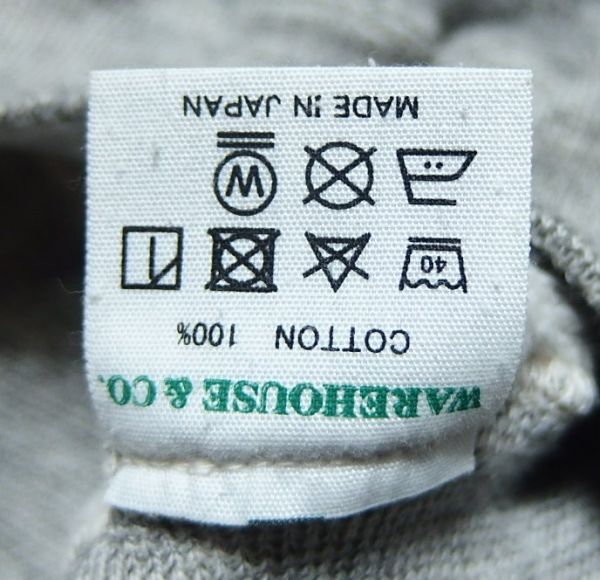 WAREHOUSE & CO.
COTTON 100%
40
W
MADE IN JAPAN